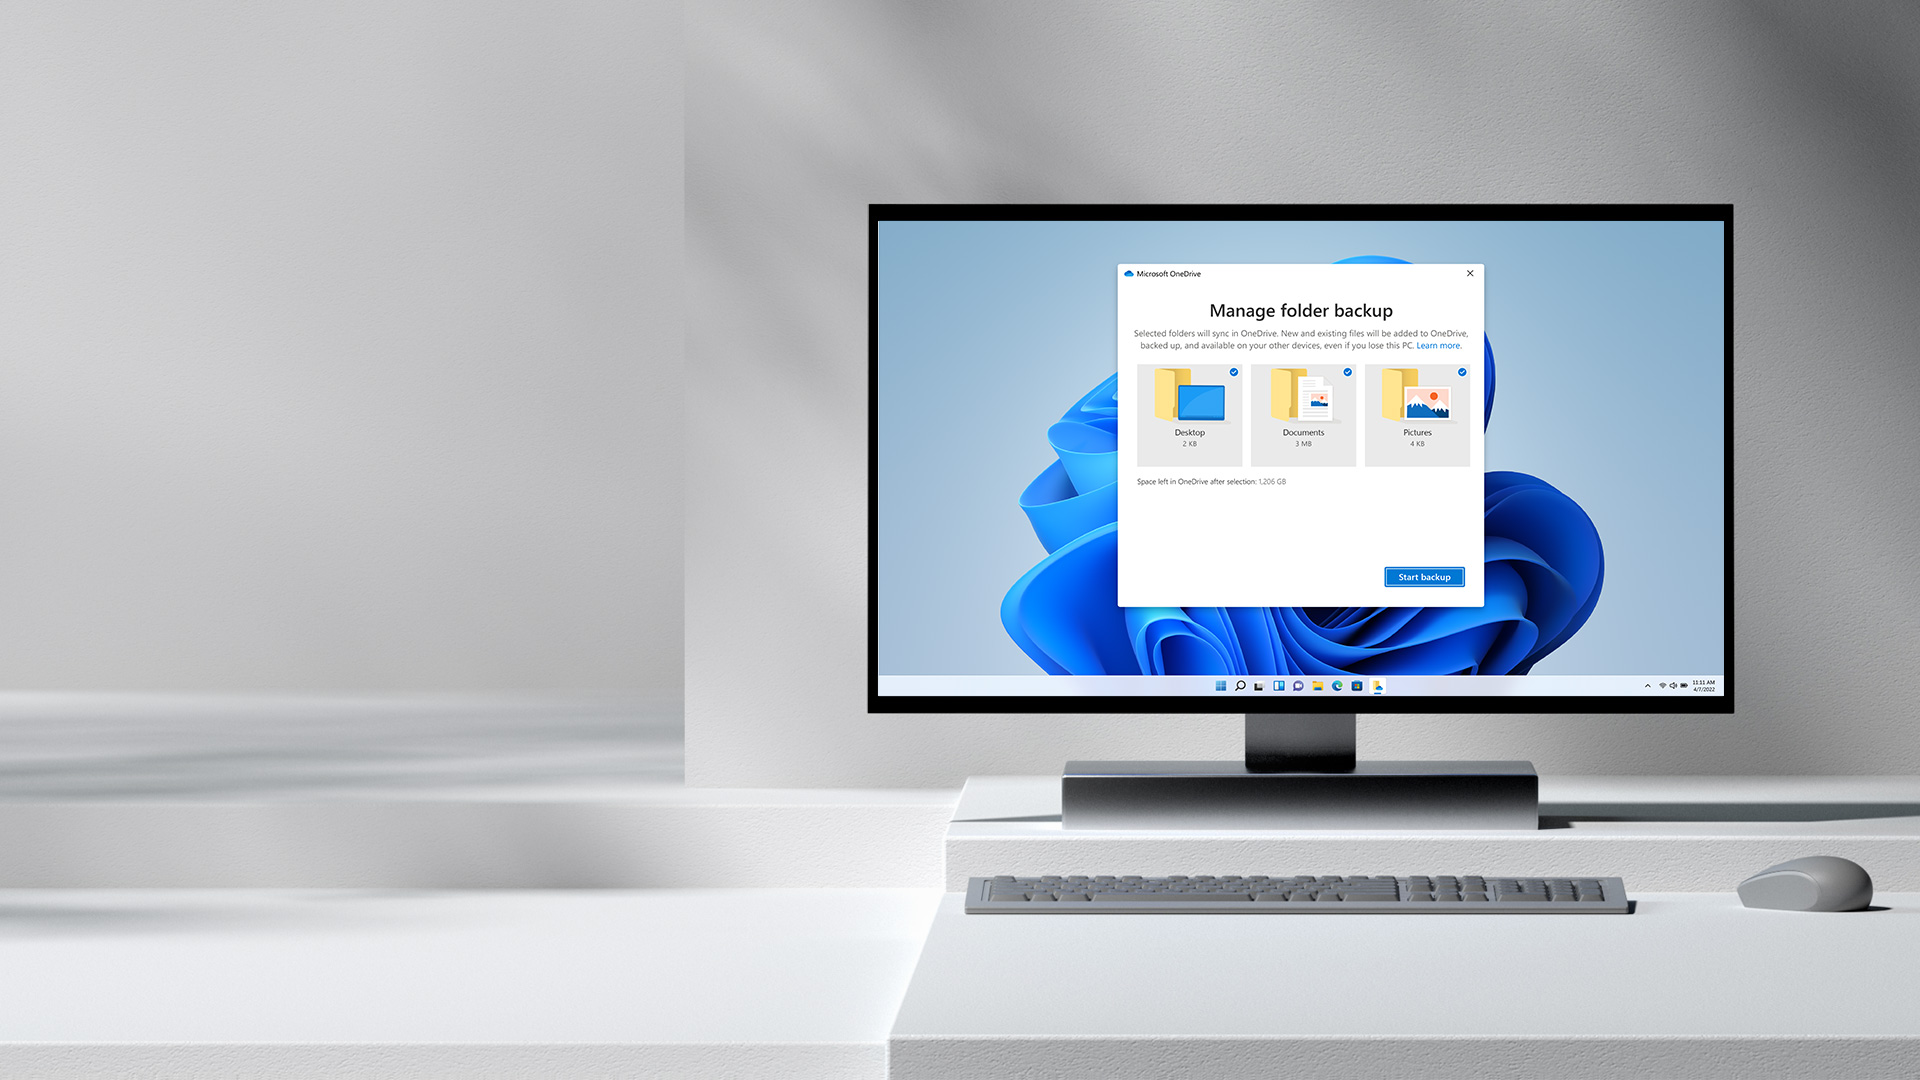 Microsoft OneDrive
Manage folder backup
Selected folders will sync in OneDrive. New and existing files will be added to OneDrive,
backed up, and available on your other devices, even if you lose this PC. Learn more.
Desktop
2 KB
Documents
3 MB
Pictures
4 KB
Space left in OneDrive after selection: 1,206 GB
Start backup
11:11 AM
4/7/2022